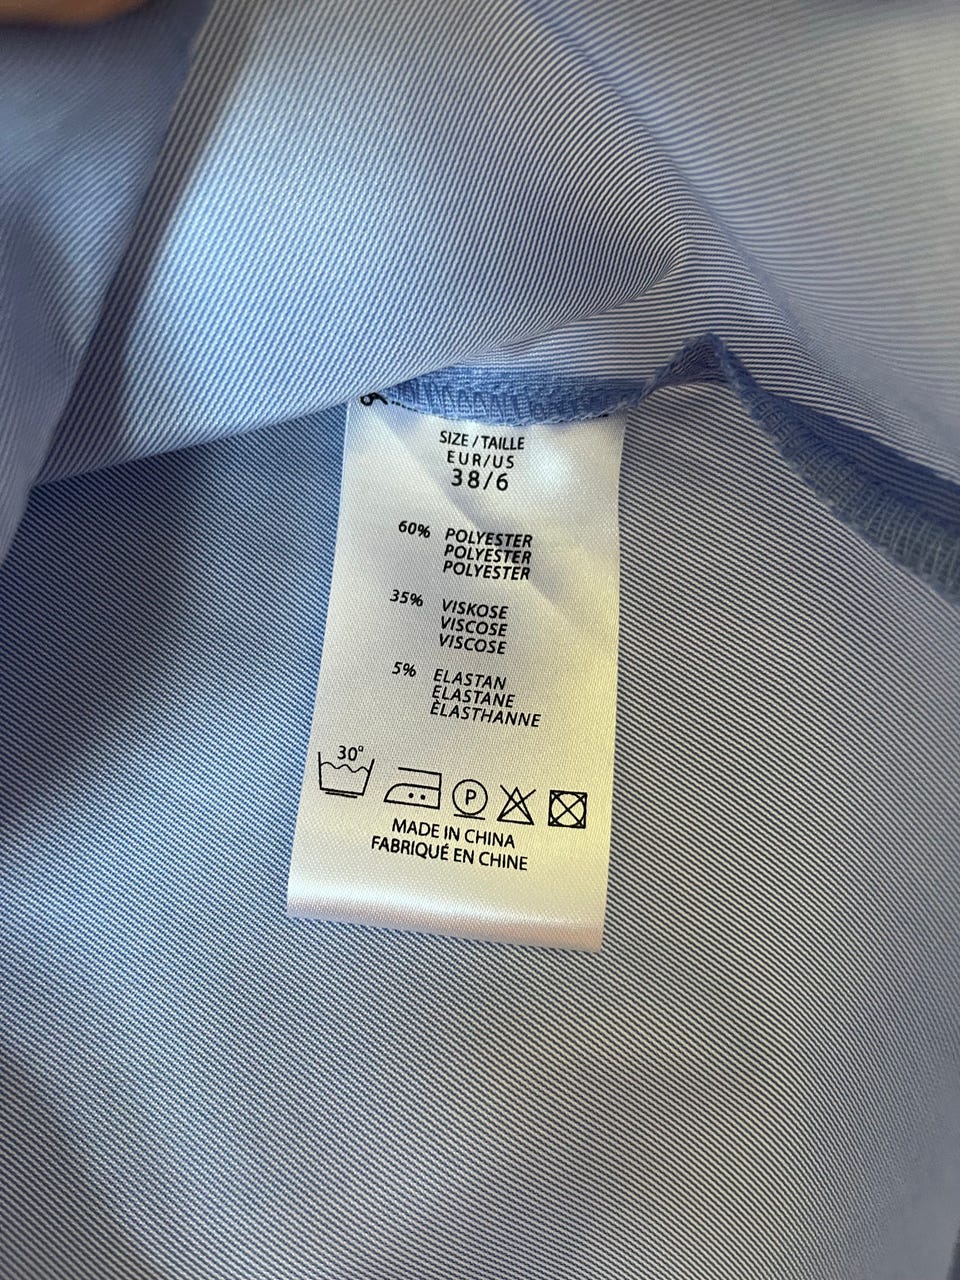 SIZE / TAILLE
EUR/US
38/6
60% POLYESTER
POLYESTER
POLYESTER
35% VISKOSE
VISCOSE
VISCOSE
5% ELASTAN
ELASTANE
ÉLASTHANNE
30°
P
MADE IN CHINA
FABRIQUÉ EN CHINE